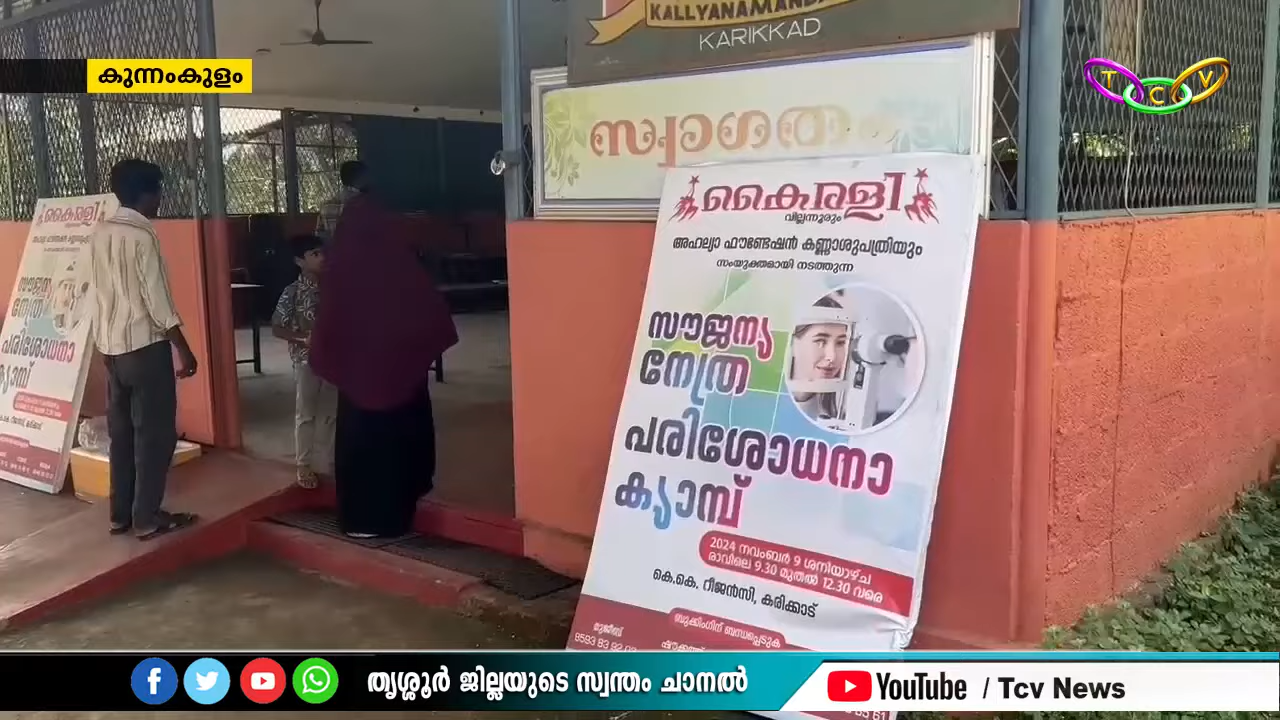 KALLYANAMANDA
KARIKKAD
കുന്നംകുളം
TCV
സ്വാഗതം
കൈരളി
വില്ലന്നൂരും
അഹല്യാ ഫൗണ്ടേഷൻ കണ്ണാശുപത്രിയും
സംയുക്തമായി നടത്തുന്ന
സൗജന്യ
നേത്ര
പരിശോധനാ
ക്യാമ്പ്
2024 നവംബർ 9 ശനിയാഴ്ച
രാവിലെ 9.30 മുതൽ 12.30 വരെ
കെ.കെ. റീജൻസി, കരിക്കാട്
ബുക്കിംഗിന് ബന്ധപ്പെടുക
മുജീബ്
കൈരളി
സൗജന്യ
നേത്ര
പരിശോധനാ
ക്യാമ്പ്
തൃശ്ശൂർ ജില്ലയുടെ സ്വന്തം ചാനൽ
YouTube / Tcv News